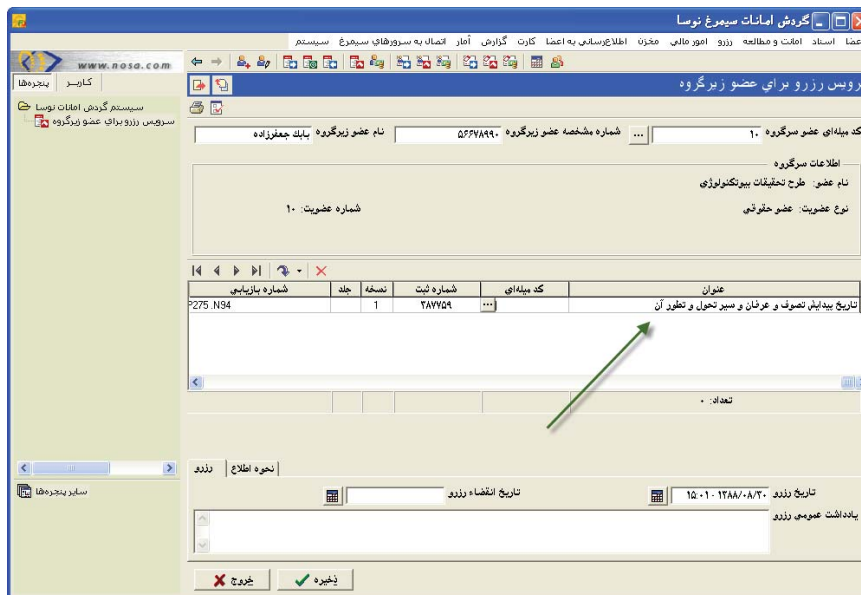 گردش امانات سیمرغ نوسا
عضا اسناد امانت و مطالعه رزرو امور مالی مخزن اطلاع‌رسانی به اعضا کارت گزارش آمار اتصال به سرورهای سیمرغ سیستم
www.nosa.com
کاربر پنجره‌ها
رویس رزرو برای عضو زیرگروه
سیستم گردش امانات نوسا
سرویس رزرو برای عضو زیرگروه
کد میله‌ای عضو سرگروه ۱۰ ... شماره مشخصه عضو زیرگروه ۵۶۶۷۸۹۹۰ نام عضو زیرگروه بابک جعفرزاده
اطلاعات سرگروه
نام عضو: طرح تحقیقات بیوتکنولوژی
نوع عضویت: عضو حقوقی شماره عضویت: ۱۰
عنوان کد میله‌ای شماره ثبت نسخه جلد شماره بازیابی
تاریخ پیدایش تصوف و عرفان و سیر تحول و تطور آن ... ۲۸۷۷۵۹ 1 P275 .N94
تعداد: ۰
نحوه اطلاع رزرو
سایر پنجره‌ها
تاریخ رزرو ۱۳۸۸/۰۸/۳۰ - ۱۵:۰۱ تاریخ انقضاء رزرو
یادداشت عمومی رزرو
ذخیره خروج